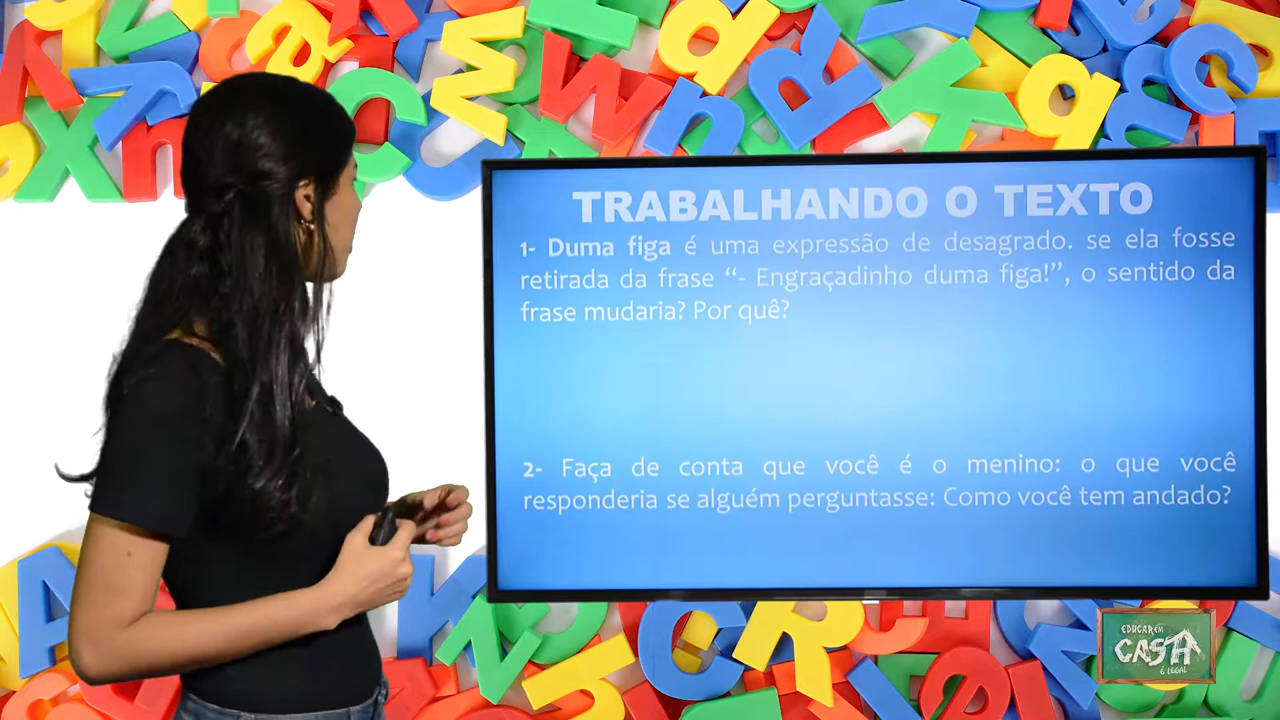 TRABALHANDO O TEXTO
1- Duma figa é uma expressão de desagrado. se ela fosse
retirada da frase “- Engraçadinho duma figa!”, o sentido da
frase mudaria? Por quê?
2- Faça de conta que você é o menino: o que você
responderia se alguém perguntasse: Como você tem andado?
EDUCAR EM
CASA
É LEGAL